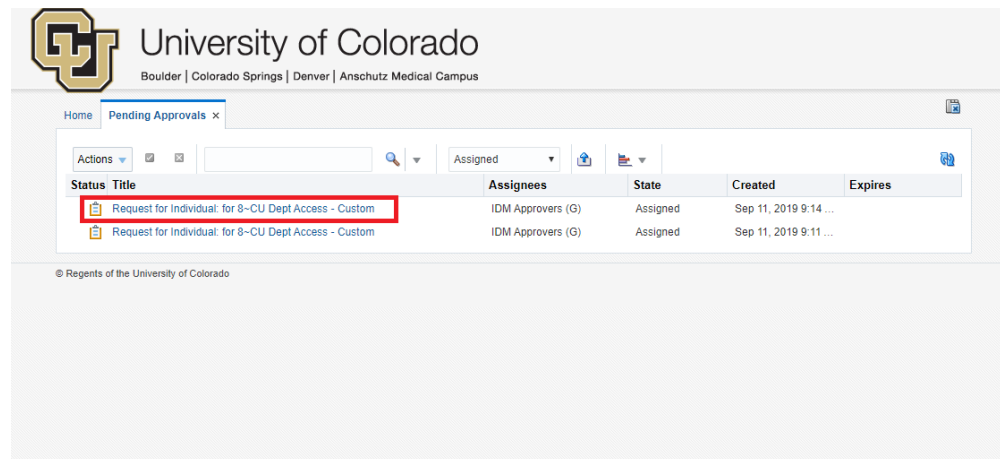 CU
University of Colorado
Boulder | Colorado Springs | Denver | Anschutz Medical Campus
Home Pending Approvals ×
Actions Assigned
Status Title Assignees State Created Expires
Request for Individual: for 8~CU Dept Access - Custom IDM Approvers (G) Assigned Sep 11, 2019 9:14 ...
Request for Individual: for 8~CU Dept Access - Custom IDM Approvers (G) Assigned Sep 11, 2019 9:11 ...
© Regents of the University of Colorado